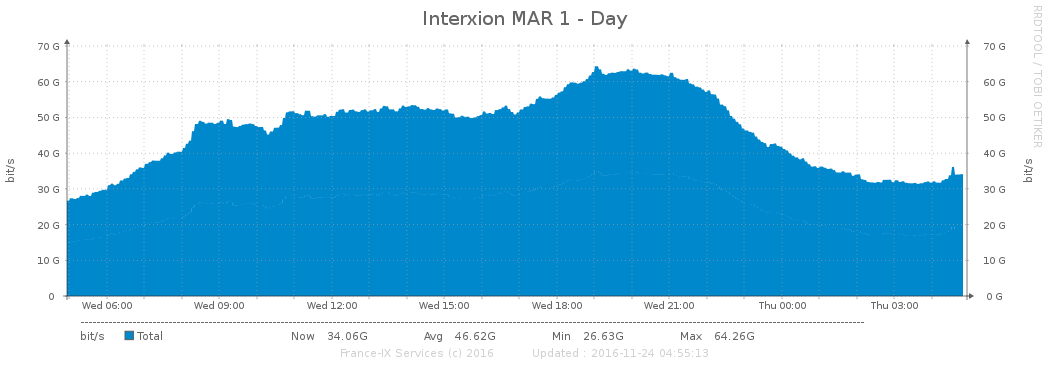 Interxion MAR 1 - Day
RRDTOOL / TOBI OETIKER
bit/s
70 G
60 G
50 G
40 G
30 G
20 G
10 G
0
70 G
60 G
50 G
40 G
30 G
20 G
10 G
0 G
bit/s
Wed 06:00 Wed 09:00 Wed 12:00 Wed 15:00 Wed 18:00 Wed 21:00 Thu 00:00 Thu 03:00
bit/s Total Now 34.06G Avg 46.62G Min 26.63G Max 64.26G
France-IX Services (c) 2016 Updated : 2016-11-24 04:55:13